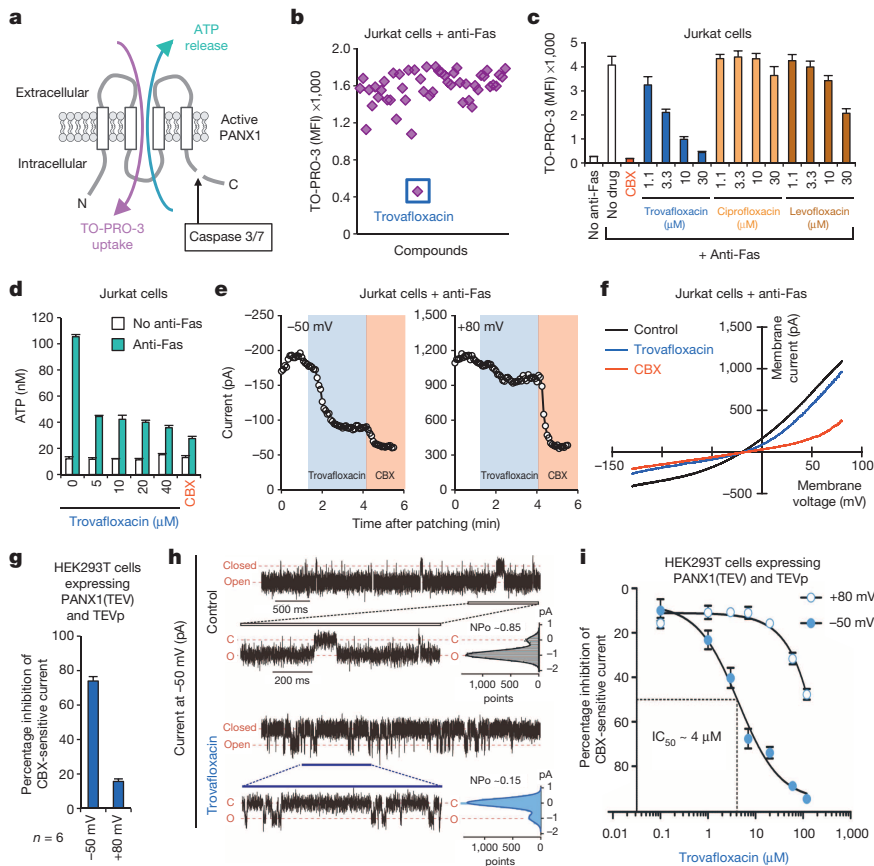 a
ATP
release
Extracellular
Active
PANX1
Intracellular
N
C
TO-PRO-3
uptake
Caspase 3/7
b
Jurkat cells + anti-Fas
TO-PRO-3 (MFI) ×1,000
2.0
1.6
1.2
0.8
0.4
0
Trovafloxacin
Compounds
c
Jurkat cells
TO-PRO-3 (MFI) ×1,000
5
4
3
2
1
0
No anti-Fas
No drug
CBX
1.1
3.3
10
30
1.1
3.3
10
30
1.1
3.3
10
30
Trovafloxacin
(μM)
Ciprofloxacin
(μM)
Levofloxacin
(μM)
+ Anti-Fas
d
Jurkat cells
ATP (nM)
120
100
80
60
40
20
0
No anti-Fas
Anti-Fas
0
5
10
20
40
CBX
Trovafloxacin (μM)
e
Jurkat cells + anti-Fas
Current (pA)
−250
−200
−150
−100
−50
0
−50 mV
Trovafloxacin
CBX
0 2 4 6
1,500
1,200
900
600
300
0
+80 mV
Trovafloxacin
CBX
0 2 4 6
Time after patching (min)
f
Jurkat cells + anti-Fas
Control
Trovafloxacin
CBX
Membrane
current (pA)
1,500
1,000
500
−500
−150
50 100
Membrane
voltage (mV)
g
HEK293T cells
expressing
PANX1(TEV)
and TEVp
Percentage inhibition of
CBX-sensitive current
100
80
60
40
20
0
−50 mV
+80 mV
n = 6
h
Current at −50 mV (pA)
Control
Closed
Open
500 ms
C
O
200 ms
C
O
NPo ~0.85
pA
1
0
−1
−2
1,000 500 0
points
Trovafloxacin
Closed
Open
C
O
C
O
NPo ~0.15
pA
1
0
−1
−2
1,000 500 0
points
i
HEK293T cells expressing
PANX1(TEV) and TEVp
+80 mV
−50 mV
Percentage inhibition of
CBX-sensitive current
0
20
40
60
80
IC50 ~ 4 μM
0.01 0.1 1 10 100 1,000
Trovafloxacin (μM)